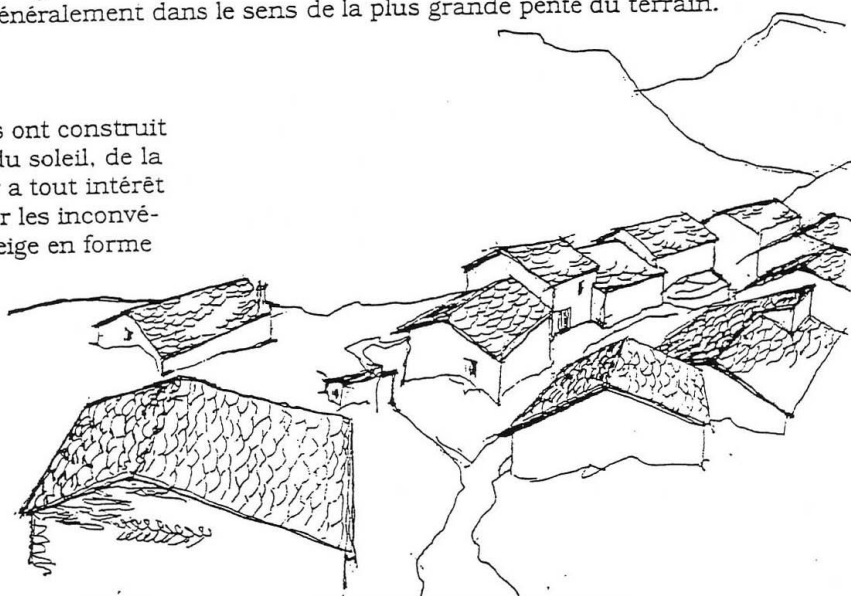 énéralement dans le sens de la plus grande pente du terrain.
s ont construit
du soleil, de la
a tout intérêt
r les inconvé-
eige en forme